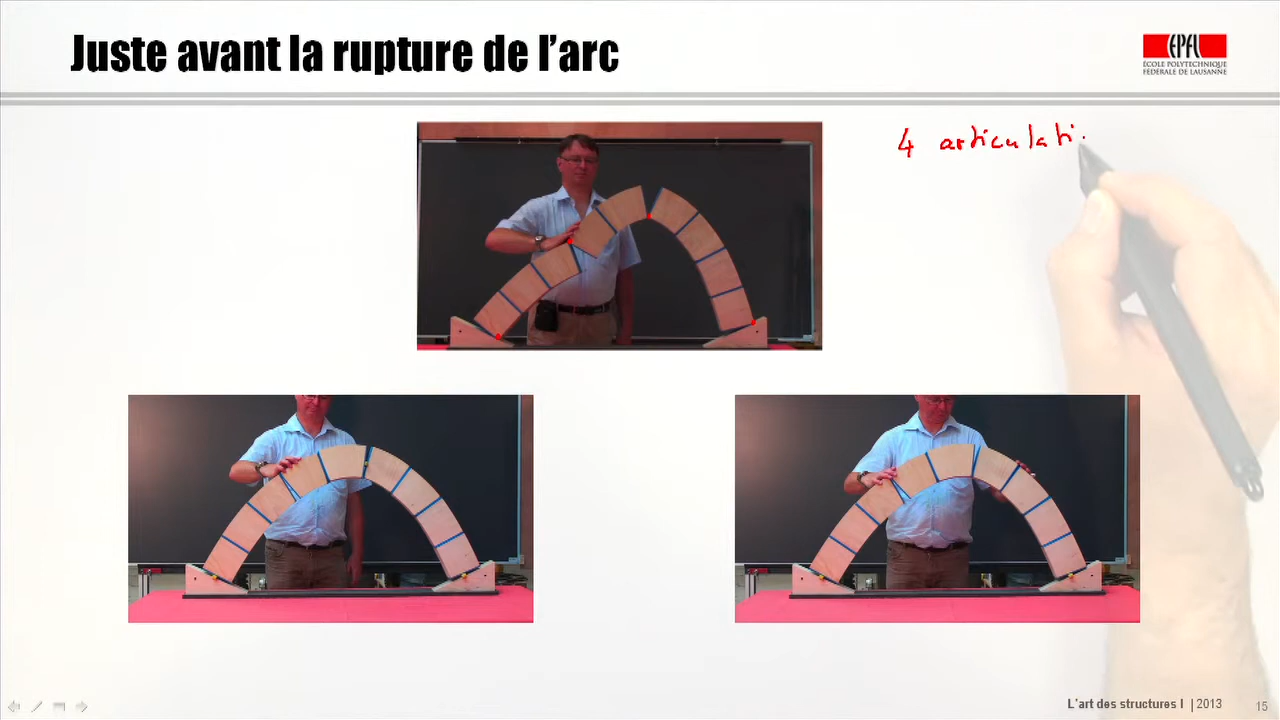 Juste avant la rupture de l'arc
EPFL
ÉCOLE POLYTECHNIQUE
FÉDÉRALE DE LAUSANNE
4 articulati
L'art des structures I | 2013
15